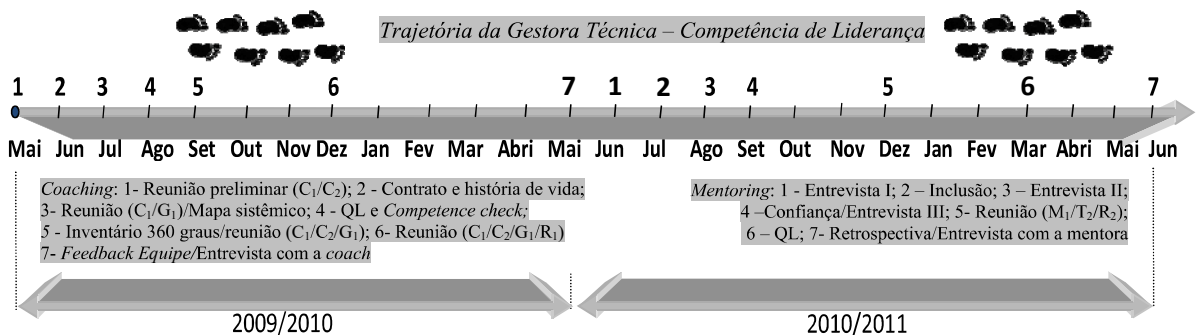 Trajetória da Gestora Técnica – Competência de Liderança
1 2 3 4 5 6 7 1 2 3 4 5 6 7
Mai Jun Jul Ago Set Out Nov Dez Jan Fev Mar Abri Mai Jun Jul Ago Set Out Nov Dez Jan Fev Mar Abri Mai Jun
Coaching: 1- Reunião preliminar (C₁/C₂); 2 - Contrato e história de vida;
3- Reunião (C₁/G₁)/Mapa sistêmico; 4 - QL e Competence check;
5 - Inventário 360 graus/reunião (C₁/C₂/G₁); 6- Reunião (C₁/C₂/G₁/R₁)
7- Feedback Equipe/Entrevista com a coach
Mentoring: 1 - Entrevista I; 2 – Inclusão; 3 – Entrevista II;
4 –Confiança/Entrevista III; 5- Reunião (M₁/T₂/R₂);
6 – QL; 7- Retrospectiva/Entrevista com a mentora
2009/2010 2010/2011